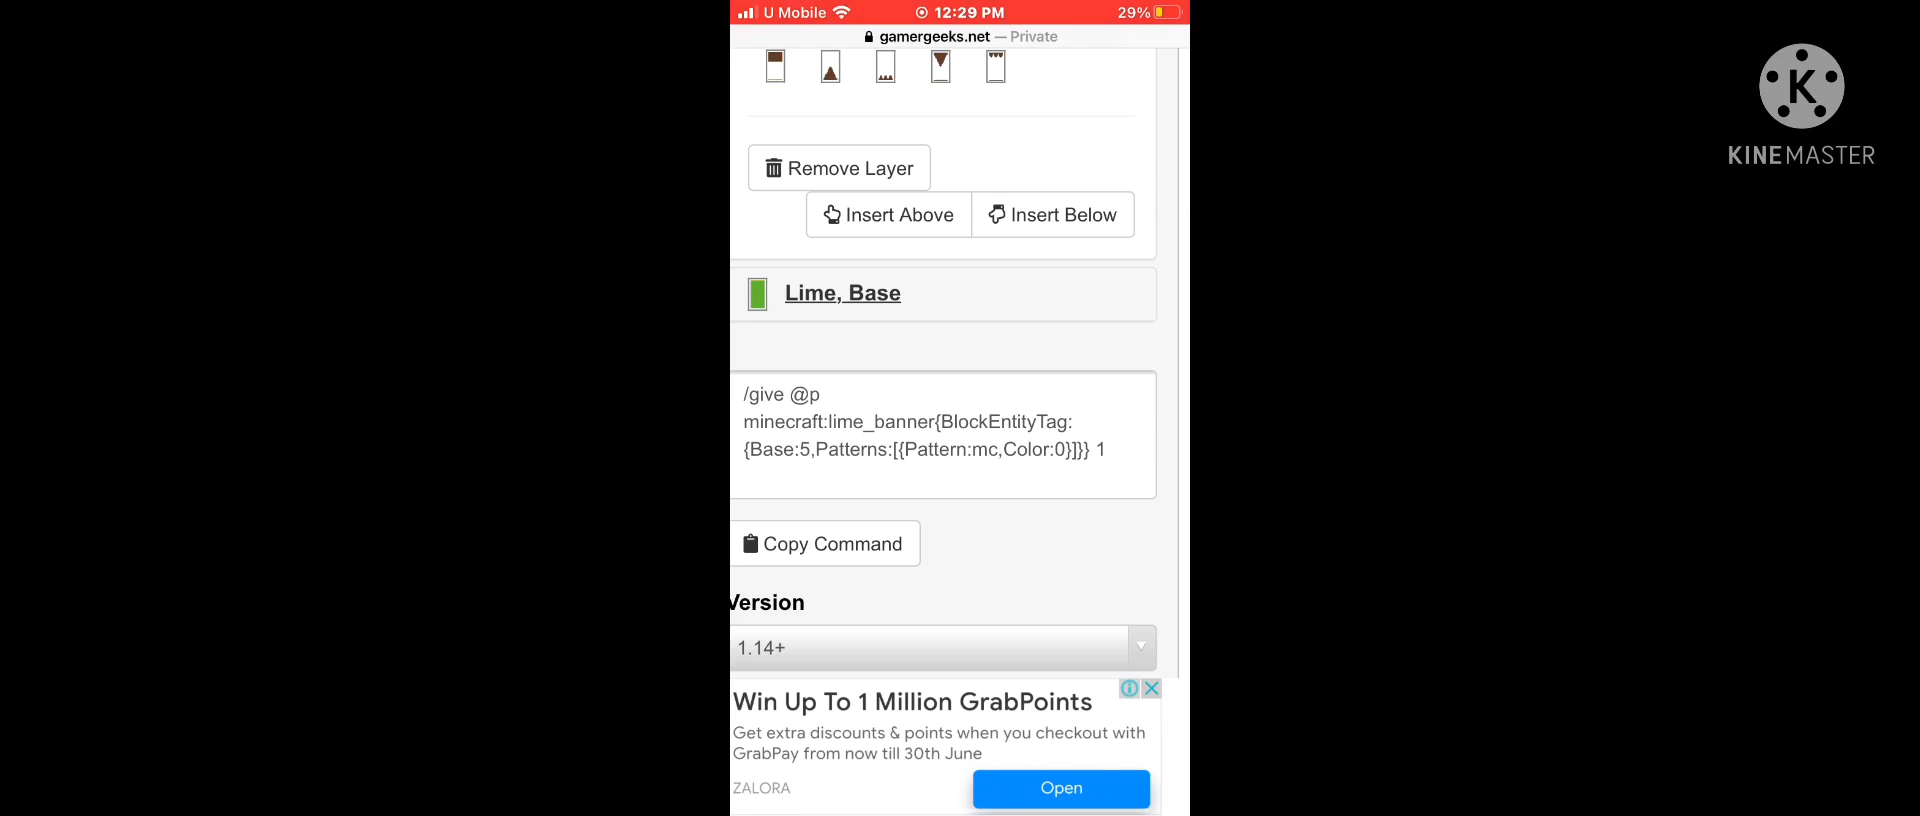 U Mobile 12:29 PM 29%
gamergeeks.net — Private
K
KINEMASTER
Remove Layer
Insert Above Insert Below
Lime, Base
/give @p
minecraft:lime_banner{BlockEntityTag:
{Base:5,Patterns:[{Pattern:mc,Color:0}]}} 1
Copy Command
Version
1.14+
Win Up To 1 Million GrabPoints
Get extra discounts & points when you checkout with
GrabPay from now till 30th June
ZALORA
Open